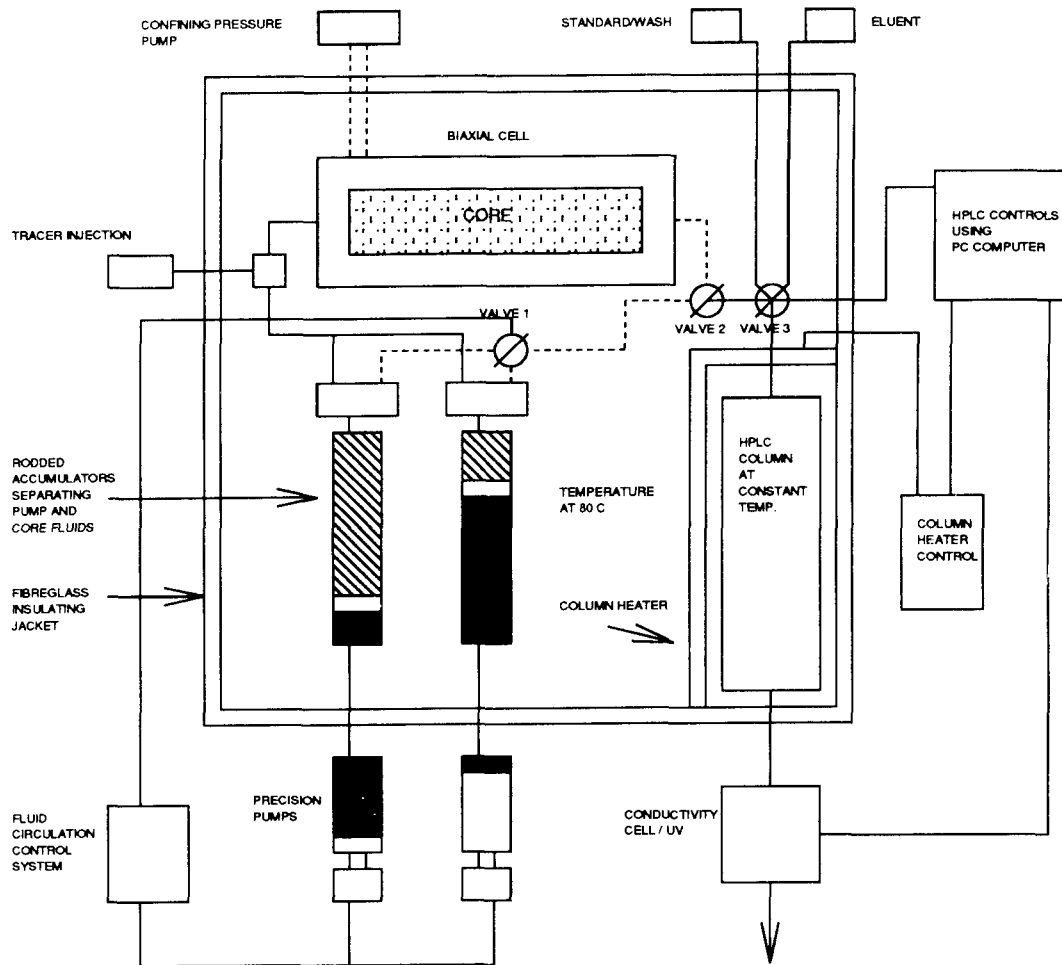 CONFINING PRESSURE
PUMP
STANDARD/WASH
ELUENT
BIAXIAL CELL
CORE
HPLC CONTROLS
USING
PC COMPUTER
TRACER INJECTION
VALVE 1
VALVE 2
VALVE 3
RODDED
ACCUMULATORS
SEPARATING
PUMP AND
CORE FLUIDS
TEMPERATURE
AT 80 C
HPLC
COLUMN
AT
CONSTANT
TEMP.
COLUMN
HEATER
CONTROL
FIBREGLASS
INSULATING
JACKET
COLUMN HEATER
PRECISION
PUMPS
FLUID
CIRCULATION
CONTROL
SYSTEM
CONDUCTIVITY
CELL / UV